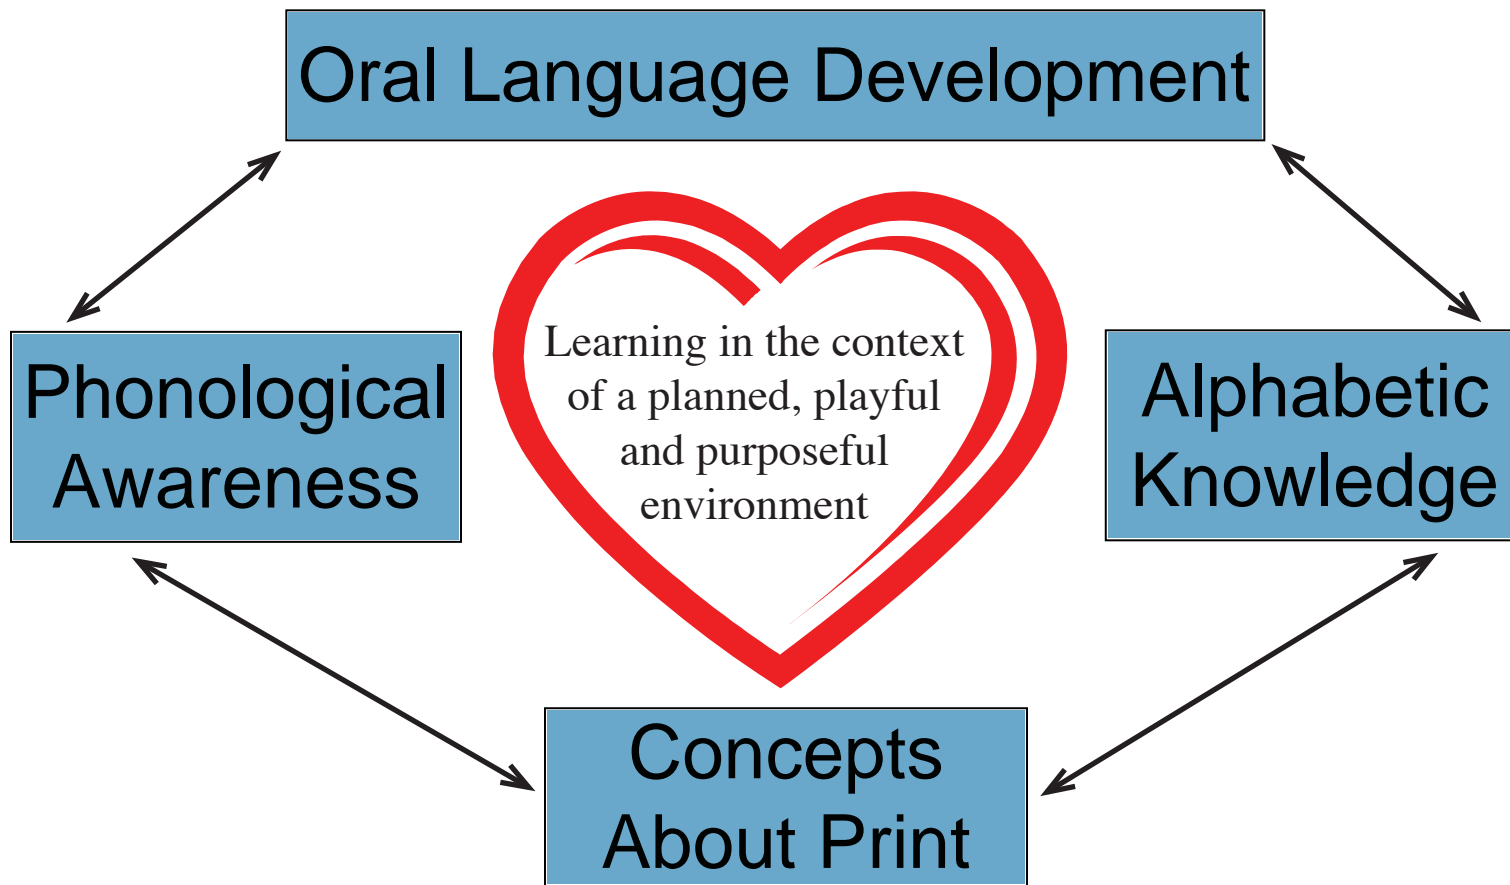 Oral Language Development
Learning in the context
of a planned, playful
and purposeful
environment
Phonological
Awareness
Alphabetic
Knowledge
Concepts
About Print